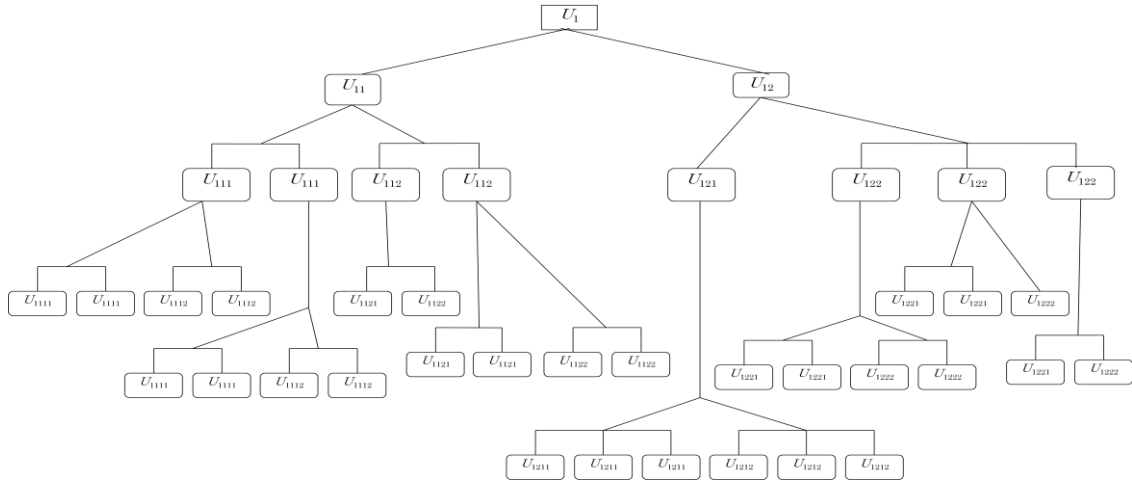 U₁
U₁₁ U₁₂
U₁₁₁ U₁₁₁ U₁₁₂ U₁₁₂ U₁₂₁ U₁₂₂ U₁₂₂ U₁₂₂
U₁₁₁₁ U₁₁₁₁ U₁₁₁₂ U₁₁₁₂ U₁₁₂₁ U₁₁₂₂ U₁₂₂₁ U₁₂₂₁ U₁₂₂₂
U₁₁₂₁ U₁₁₂₁ U₁₁₂₂ U₁₁₂₂ U₁₂₂₁ U₁₂₂₂
U₁₁₁₁ U₁₁₁₁ U₁₁₁₂ U₁₁₁₂ U₁₂₂₁ U₁₂₂₁ U₁₂₂₂ U₁₂₂₂
U₁₂₁₁ U₁₂₁₁ U₁₂₁₁ U₁₂₁₂ U₁₂₁₂ U₁₂₁₂